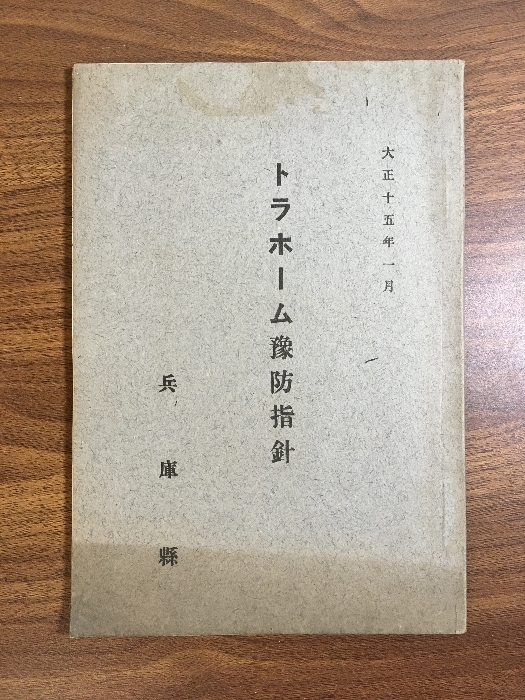 大正十五年一月
トラホーム豫防指針
兵庫縣